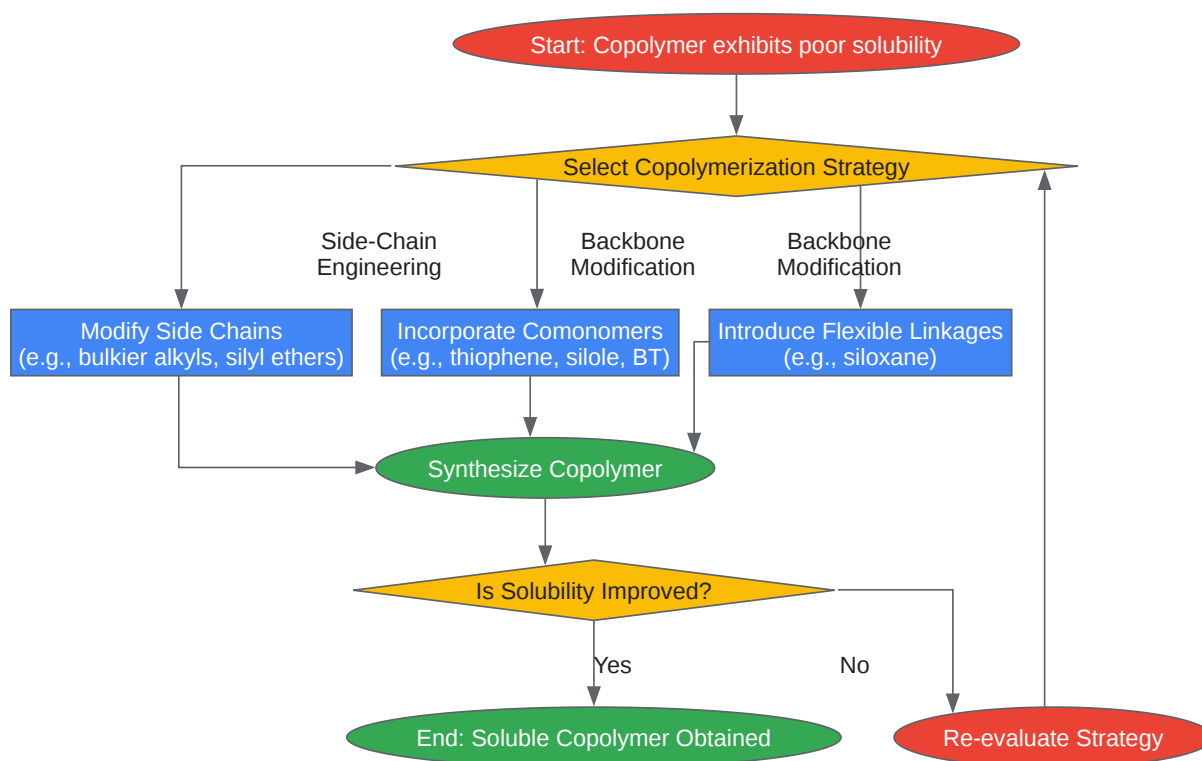 Start: Copolymer exhibits poor solubility
Select Copolymerization Strategy
Side-Chain
Engineering
Backbone
Modification
Backbone
Modification
Modify Side Chains
(e.g., bulkier alkyls, silyl ethers)
Incorporate Comonomers
(e.g., thiophene, silole, BT)
Introduce Flexible Linkages
(e.g., siloxane)
Synthesize Copolymer
Is Solubility Improved?
Yes
No
End: Soluble Copolymer Obtained
Re-evaluate Strategy